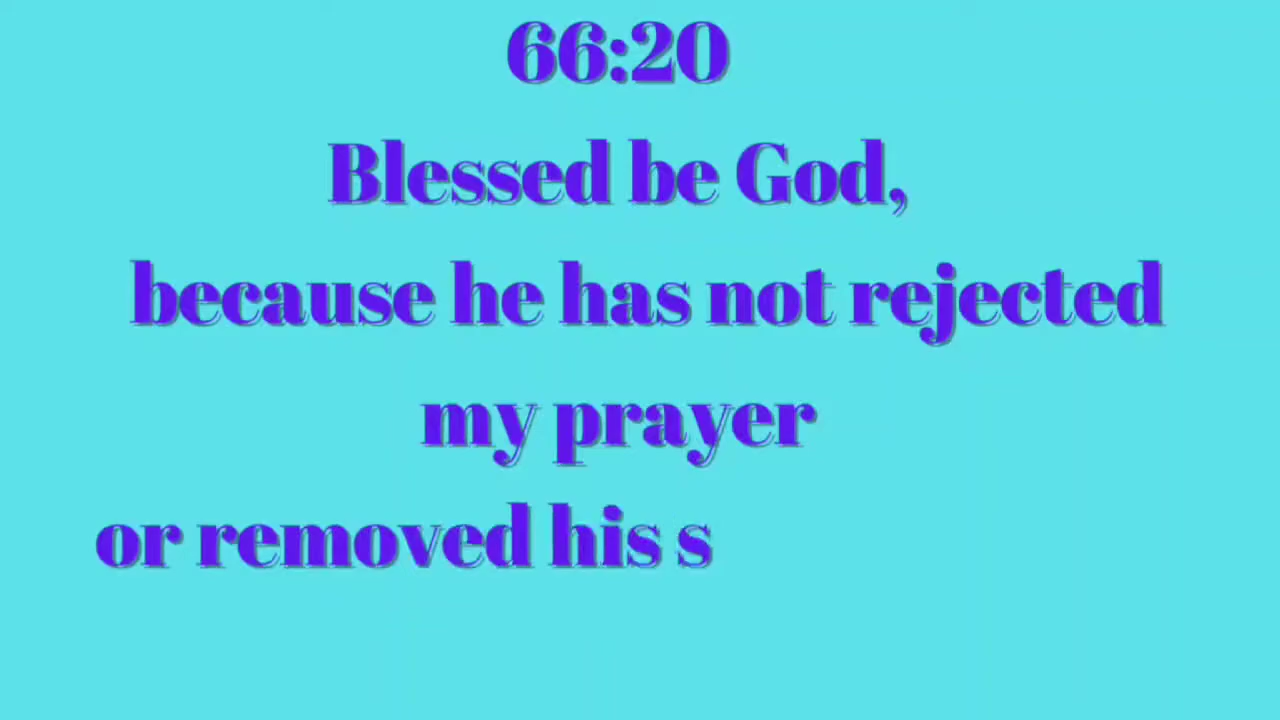 66:20
Blessed be God,
because he has not rejected
my prayer
or removed his s